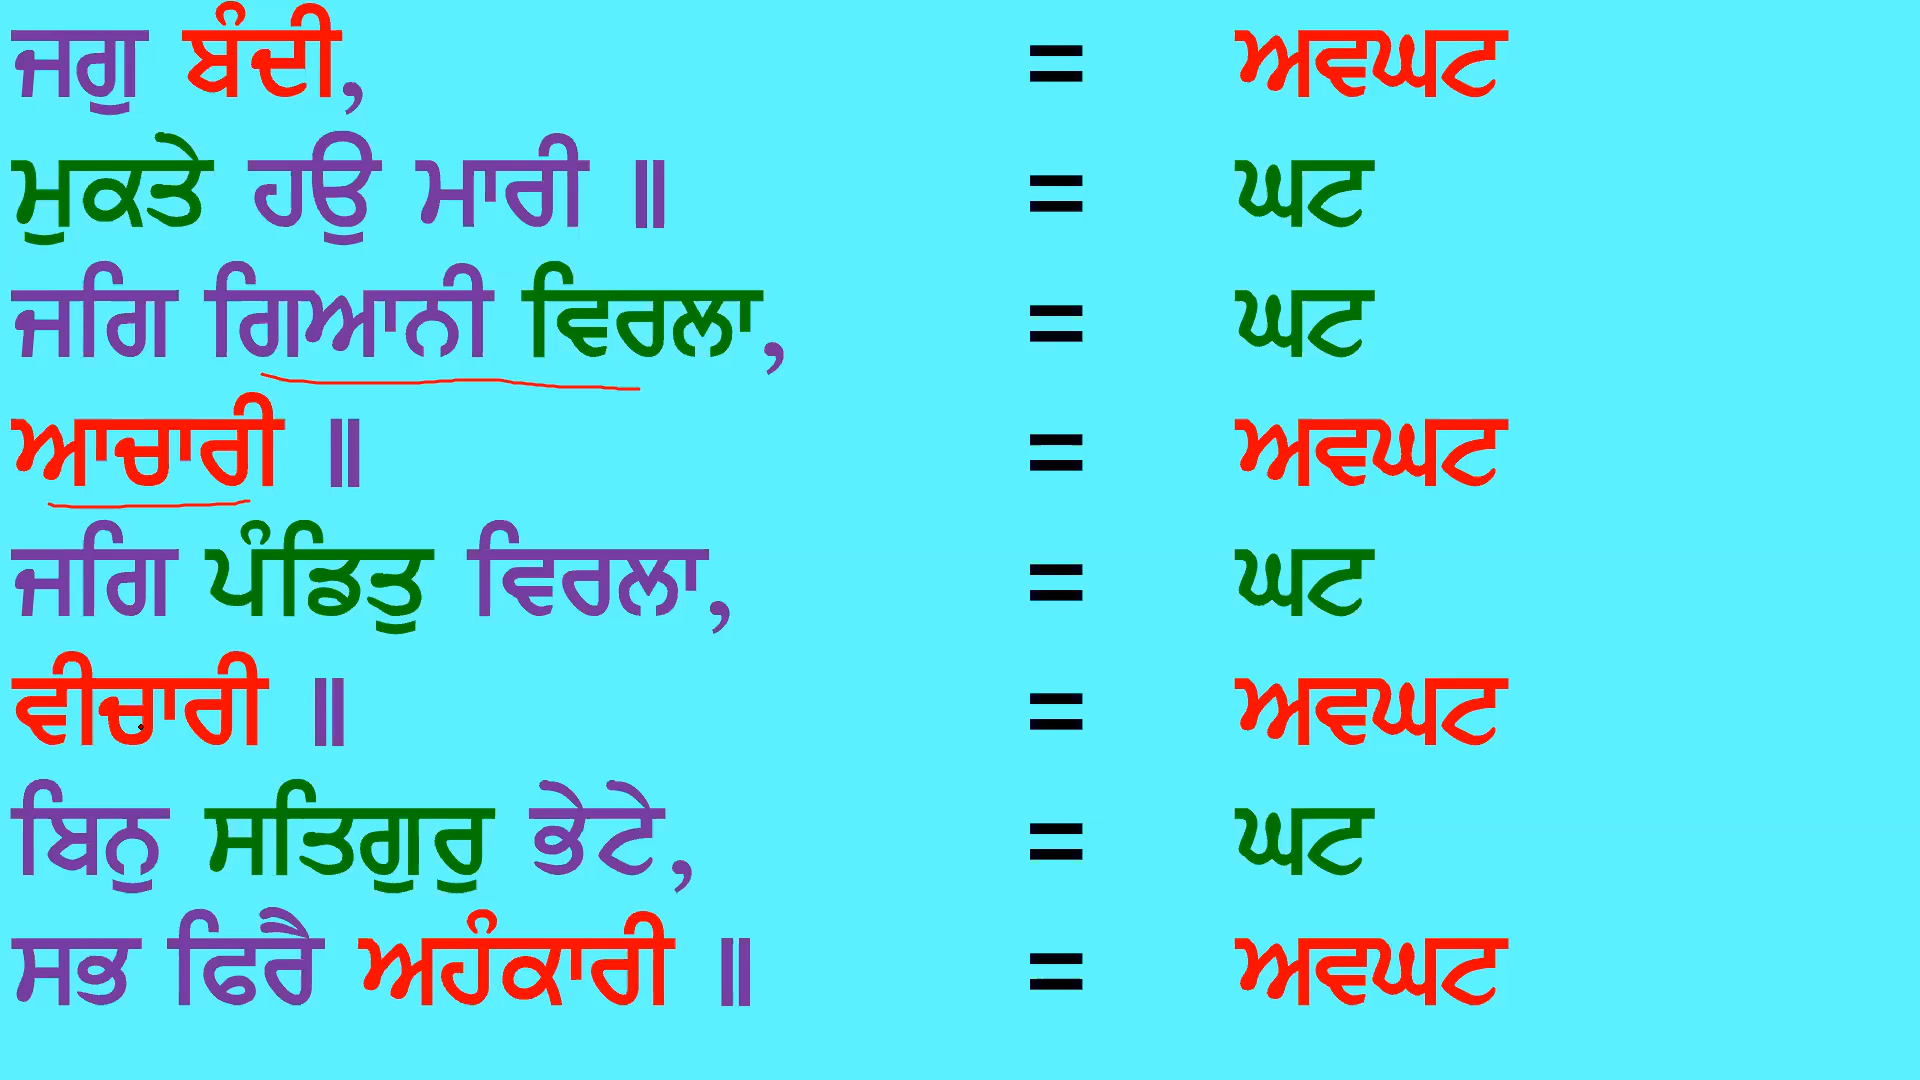 ਜਗੁ ਬੰਦੀ, = ਅਵਘਟ
ਮੁਕਤੇ ਹਉ ਮਾਰੀ ॥ = ਘਟ
ਜਗਿ ਗਿਆਨੀ ਵਿਰਲਾ, = ਘਟ
ਆਚਾਰੀ ॥ = ਅਵਘਟ
ਜਗਿ ਪੰਡਿਤੁ ਵਿਰਲਾ, = ਘਟ
ਵੀਚਾਰੀ ॥ = ਅਵਘਟ
ਬਿਨੁ ਸਤਿਗੁਰੁ ਭੇਟੇ, = ਘਟ
ਸਭ ਫਿਰੈ ਅਹੰਕਾਰੀ ॥ = ਅਵਘਟ